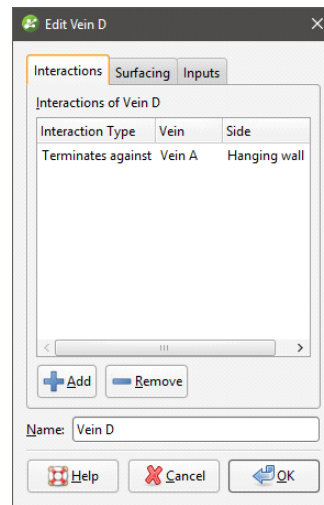 Edit Vein D
Interactions Surfacing Inputs
Interactions of Vein D
Interaction Type Vein Side
Terminates against Vein A Hanging wall
Add Remove
Name: Vein D
Help Cancel OK